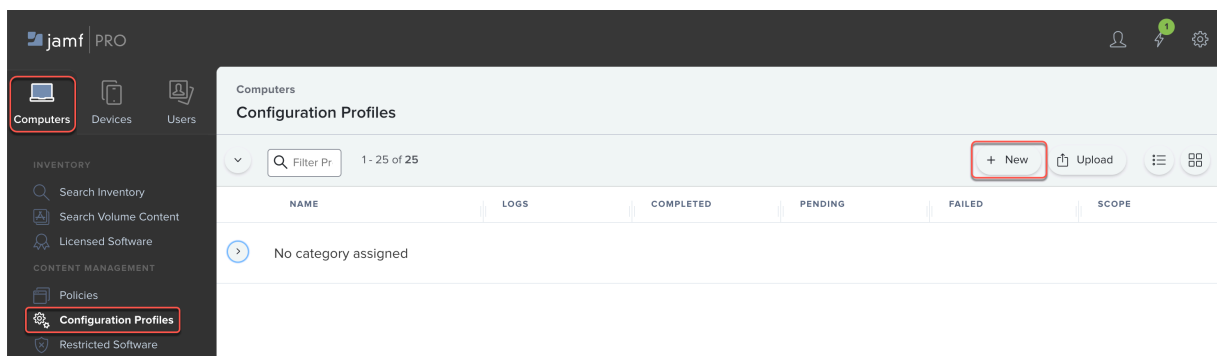 jamf PRO
1
Computers
Devices
Users
Computers
Configuration Profiles
INVENTORY
Search Inventory
Search Volume Content
Licensed Software
CONTENT MANAGEMENT
Policies
Configuration Profiles
Restricted Software
Filter Pr
1 - 25 of 25
+ New
Upload
NAME LOGS COMPLETED PENDING FAILED SCOPE
No category assigned